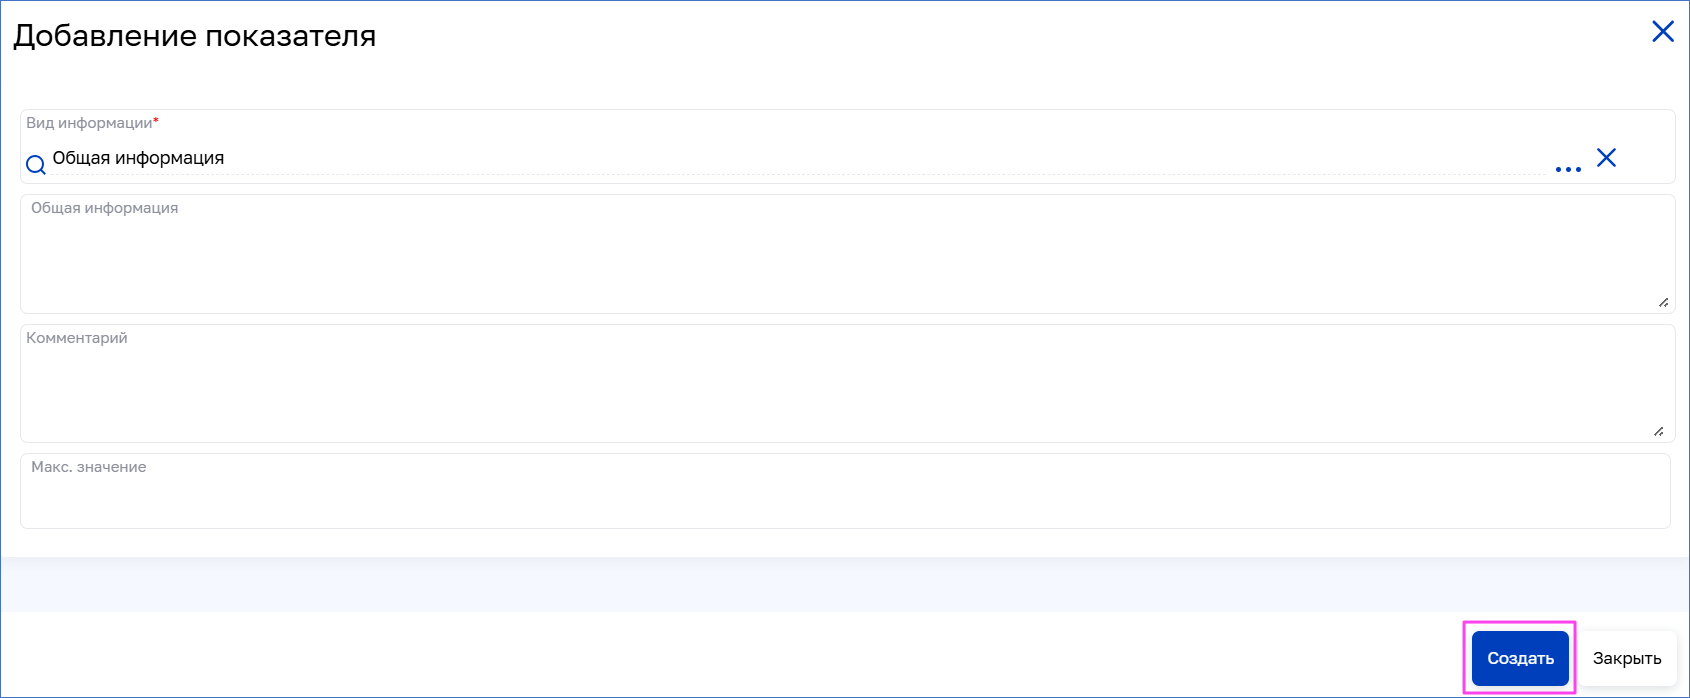 Добавление показателя
Вид информации*
Общая информация
Общая информация
Комментарий
Макс. значение
Создать Закрыть